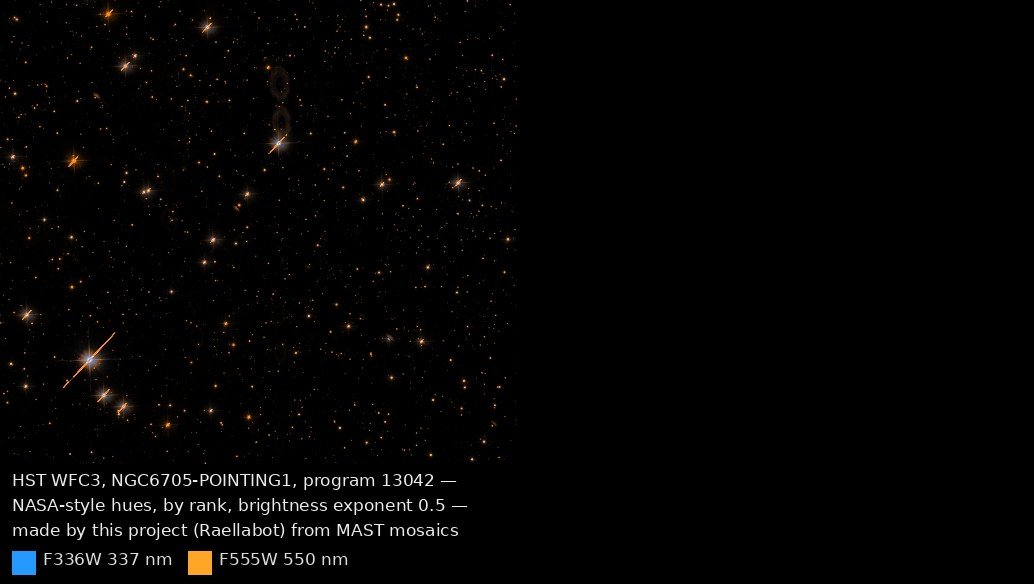 HST WFC3, NGC6705-POINTING1, program 13042 —
NASA-style hues, by rank, brightness exponent 0.5 —
made by this project (Raellabot) from MAST mosaics
F336W 337 nm F555W 550 nm